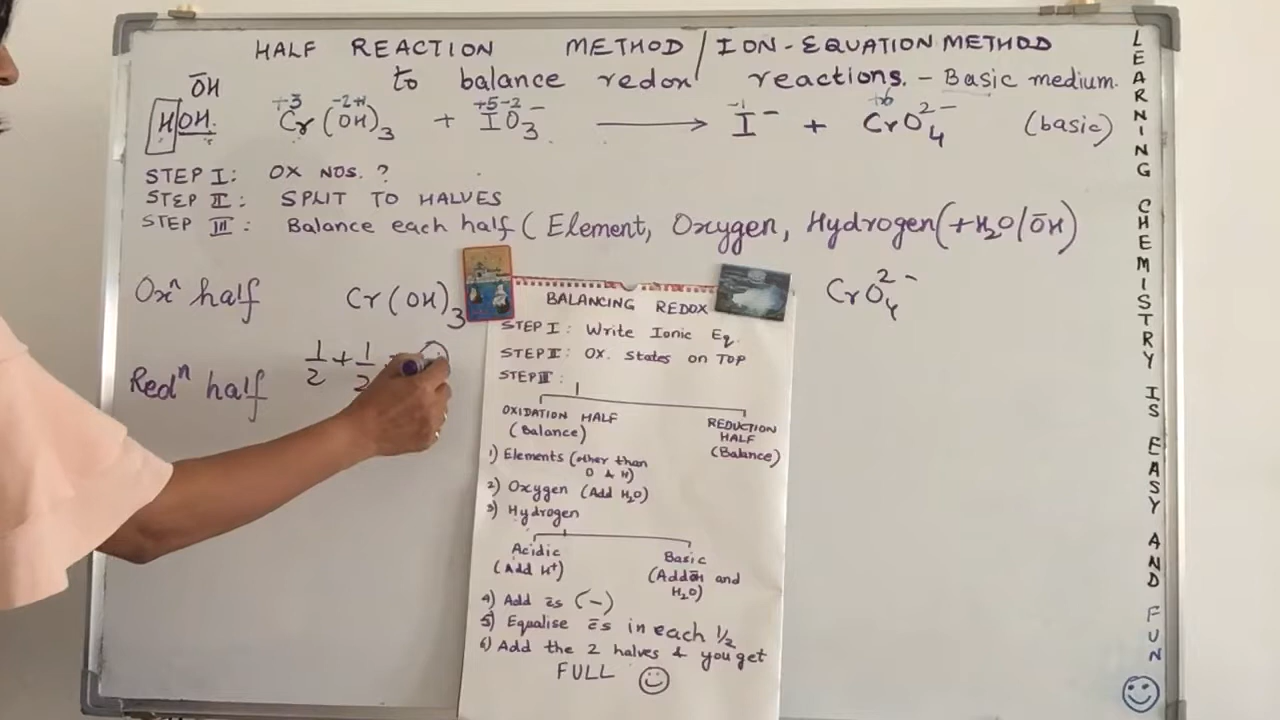 HALF REACTION METHOD / ION-EQUATION METHOD
to balance redox reactions. - Basic medium.
ŌH
HOH.
+3 -2+1 +5-2 -1 +6
Cr(OH)₃ + IO₃⁻ ⟶ I⁻ + CrO₄²⁻ (basic)
STEP I: OX NOS. ?
STEP II: SPLIT TO HALVES
STEP III: Balance each half ( Element, Oxygen, Hydrogen (+H₂O/ŌH)
Oxⁿ half Cr(OH)₃ CrO₄²⁻
Redⁿ half 1/2 + 1/2
BALANCING REDOX
STEP I: Write Ionic Eq.
STEP II: OX. States on TOP
STEP III:
OXIDATION HALF
(Balance)
REDUCTION
HALF
(Balance)
1) Elements (other than
O & H)
2) Oxygen (Add H₂O)
3) Hydrogen
Acidic
(Add H⁺)
Basic
(Add ŌH and
H₂O)
4) Add ēs (-)
5) Equalise ēs in each 1/2
6) Add the 2 halves & you get
FULL
LEARNING CHEMISTRY IS EASY AND FUN